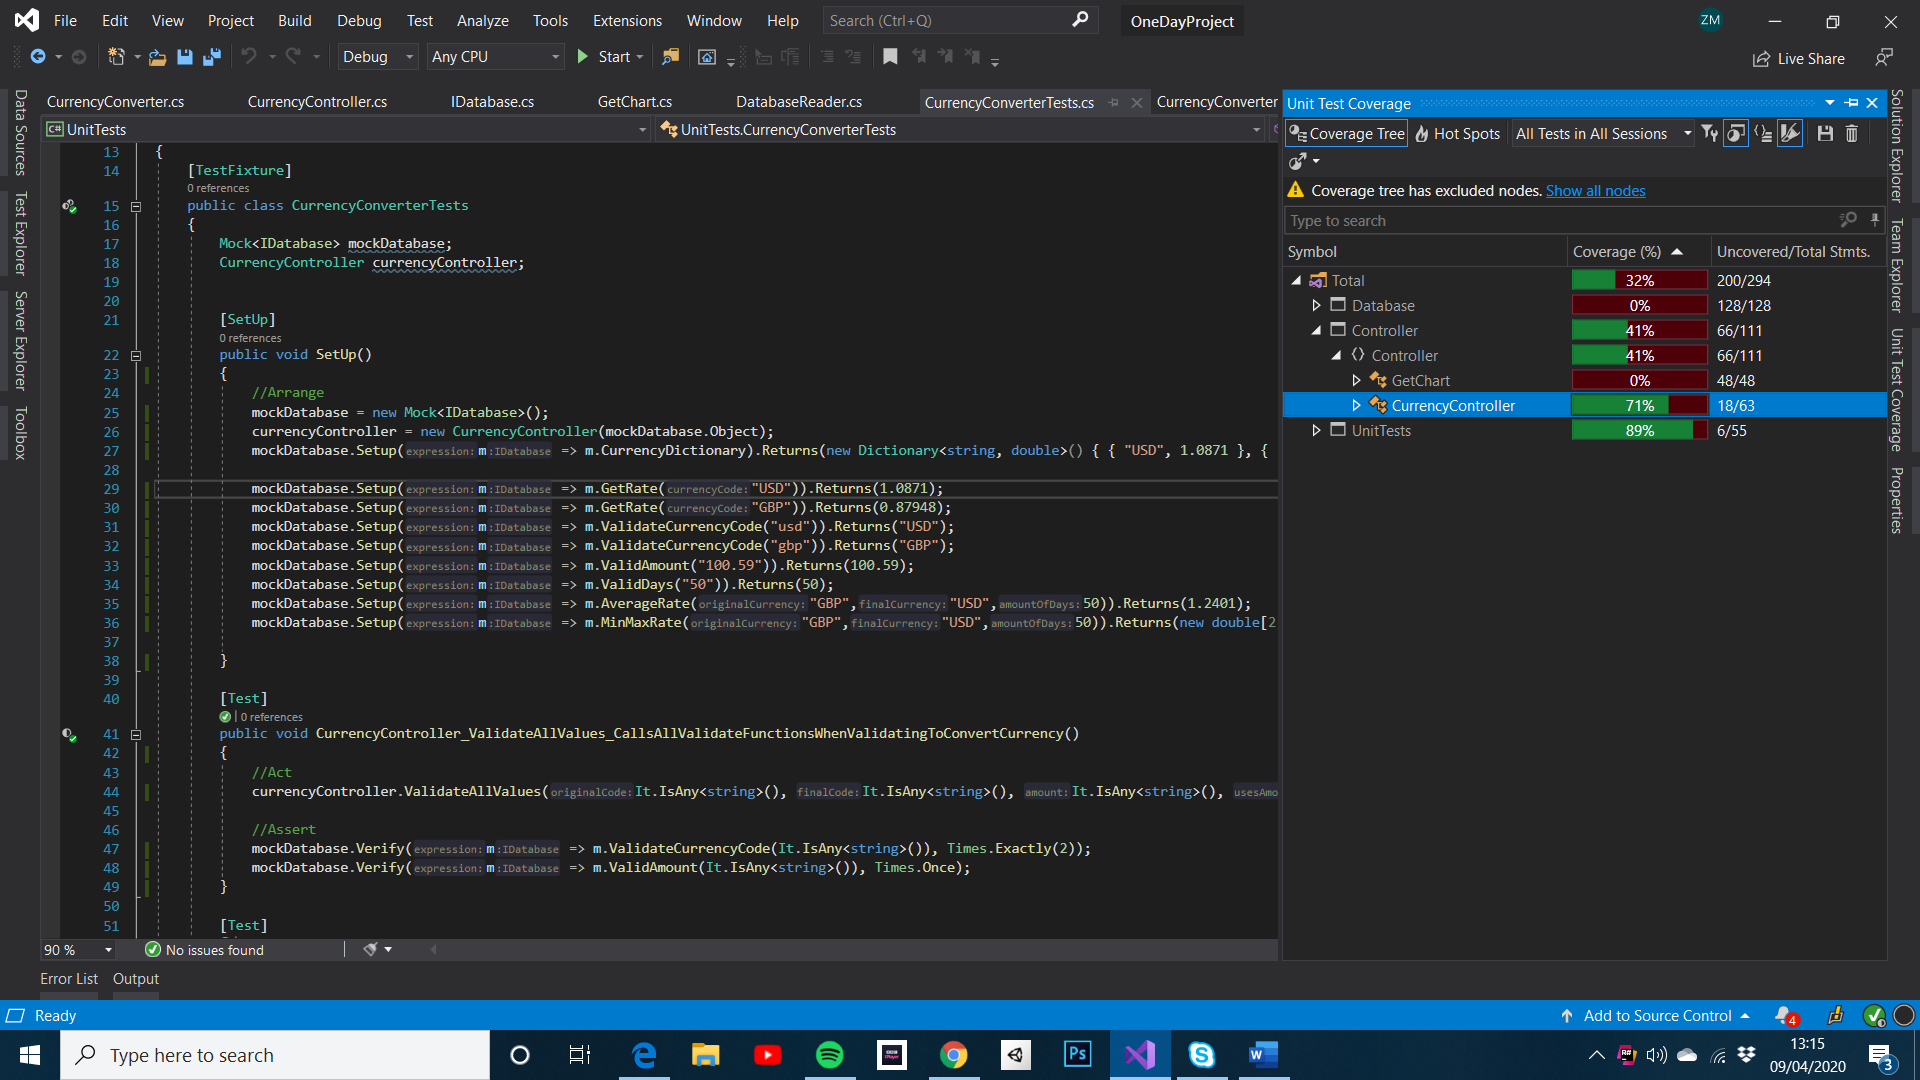 File Edit View Project Build Debug Test Analyze Tools Extensions Window Help Search (Ctrl+Q) OneDayProject ZM
Debug Any CPU Start Live Share
CurrencyConverter.cs CurrencyController.cs IDatabase.cs GetChart.cs DatabaseReader.cs CurrencyConverterTests.cs CurrencyConverter
C# UnitTests UnitTests.CurrencyConverterTests
Data Sources
Test Explorer
Server Explorer
Toolbox
13 {
14 [TestFixture]
0 references
15 public class CurrencyConverterTests
16 {
17 Mock<IDatabase> mockDatabase;
18 CurrencyController currencyController;
19
20
21 [SetUp]
0 references
22 public void SetUp()
23 {
24 //Arrange
25 mockDatabase = new Mock<IDatabase>();
26 currencyController = new CurrencyController(mockDatabase.Object);
27 mockDatabase.Setup(expression: m :IDatabase => m.CurrencyDictionary).Returns(new Dictionary<string, double>() { { "USD", 1.0871 }, {
28
29 mockDatabase.Setup(expression: m :IDatabase => m.GetRate( currencyCode: "USD")).Returns(1.0871);
30 mockDatabase.Setup(expression: m :IDatabase => m.GetRate( currencyCode: "GBP")).Returns(0.87948);
31 mockDatabase.Setup(expression: m :IDatabase => m.ValidateCurrencyCode("usd")).Returns("USD");
32 mockDatabase.Setup(expression: m :IDatabase => m.ValidateCurrencyCode("gbp")).Returns("GBP");
33 mockDatabase.Setup(expression: m :IDatabase => m.ValidAmount("100.59")).Returns(100.59);
34 mockDatabase.Setup(expression: m :IDatabase => m.ValidDays("50")).Returns(50);
35 mockDatabase.Setup(expression: m :IDatabase => m.AverageRate( originalCurrency: "GBP", finalCurrency: "USD", amountOfDays: 50)).Returns(1.2401);
36 mockDatabase.Setup(expression: m :IDatabase => m.MinMaxRate( originalCurrency: "GBP", finalCurrency: "USD", amountOfDays: 50)).Returns(new double[2
37
38 }
39
40 [Test]
| 0 references
41 public void CurrencyController_ValidateAllValues_CallsAllValidateFunctionsWhenValidatingToConvertCurrency()
42 {
43 //Act
44 currencyController.ValidateAllValues( originalCode: It.IsAny<string>(), finalCode: It.IsAny<string>(), amount: It.IsAny<string>(), usesAmo
45
46 //Assert
47 mockDatabase.Verify( expression: m :IDatabase => m.ValidateCurrencyCode(It.IsAny<string>()), Times.Exactly(2));
48 mockDatabase.Verify( expression: m :IDatabase => m.ValidAmount(It.IsAny<string>()), Times.Once);
49 }
50
51 [Test]
90 % No issues found
Error List Output
Unit Test Coverage
Coverage Tree Hot Spots All Tests in All Sessions
Coverage tree has excluded nodes. Show all nodes
Type to search
Symbol Coverage (%) Uncovered/Total Stmts.
Total 32% 200/294
Database 0% 128/128
Controller 41% 66/111
Controller 41% 66/111
GetChart 0% 48/48
CurrencyController 71% 18/63
UnitTests 89% 6/55
Solution Explorer
Team Explorer
Unit Test Coverage
Properties
Ready Add to Source Control 4
Type here to search
Ps
13:15
09/04/2020
3